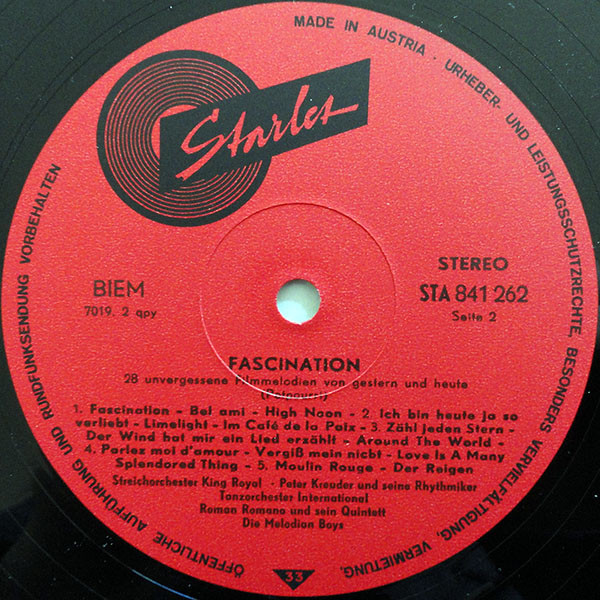 MADE IN AUSTRIA · URHEBER- UND LEISTUNGSSCHUTZRECHTE, BESONDERS VERVIELFÄLTIGUNG, VERMIETUNG,
ÖFFENTLICHE AUFFÜHRUNG UND RUNDFUNKSENDUNG VORBEHALTEN
Starlet
BIEM
7019. 2 qpy
STEREO
STA 841 262
Seite 2
FASCINATION
28 unvergessene Filmmelodien von gestern und heute
(Potpourri)
1. Fascination - Bel ami - High Noon - 2. Ich bin heute ja so
verliebt - Limelight - Im Café de la Paix - 3. Zähl jeden Stern -
Der Wind hat mir ein Lied erzählt - Around The World -
4. Parlez moi d'amour - Vergiß mein nicht - Love Is A Many
Splendored Thing - 5. Moulin Rouge - Der Reigen
Streichorchester King Royal - Peter Kreuder und seine Rhythmiker
Tanzorchester International
Roman Romano und sein Quintett
Die Melodion Boys
33